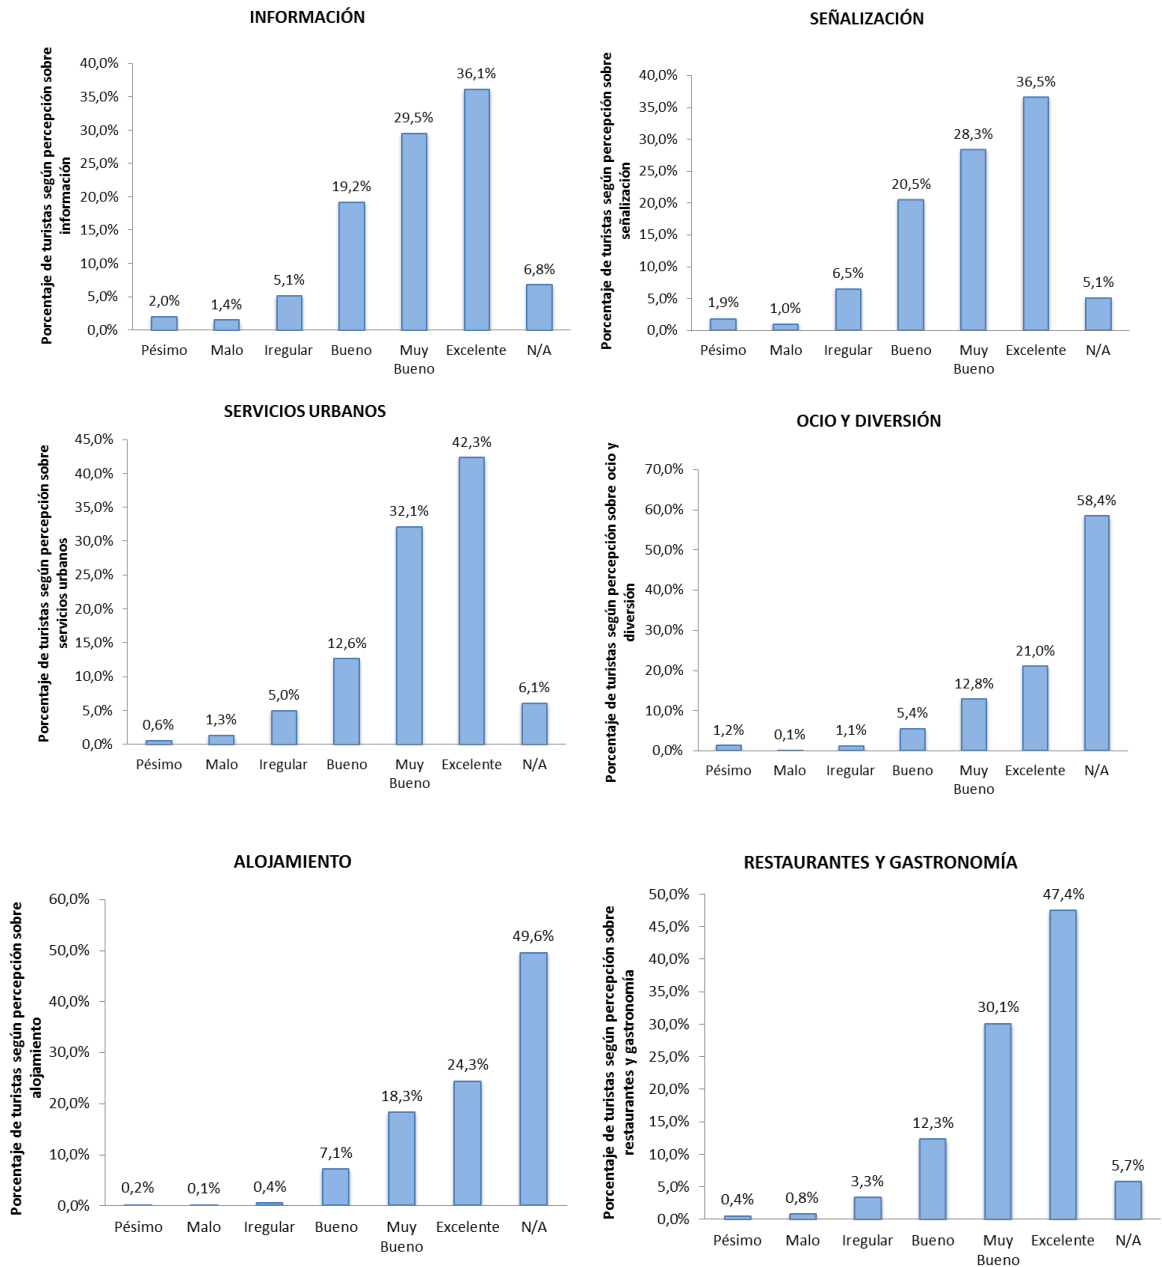 INFORMACIÓN
Porcentaje de turistas según percepción sobre
información
40,0%
35,0%
30,0%
25,0%
20,0%
15,0%
10,0%
5,0%
0,0%
2,0%
1,4%
5,1%
19,2%
29,5%
36,1%
6,8%
Pésimo
Malo
Iregular
Bueno
Muy
Bueno
Excelente
N/A
SEÑALIZACIÓN
Porcentaje de turistas según percepción sobre
señalización
40,0%
35,0%
30,0%
25,0%
20,0%
15,0%
10,0%
5,0%
0,0%
1,9%
1,0%
6,5%
20,5%
28,3%
36,5%
5,1%
Pésimo
Malo
Iregular
Bueno
Muy
Bueno
Excelente
N/A
SERVICIOS URBANOS
Porcentaje de turistas según percepción sobre
servicios urbanos
45,0%
40,0%
35,0%
30,0%
25,0%
20,0%
15,0%
10,0%
5,0%
0,0%
0,6%
1,3%
5,0%
12,6%
32,1%
42,3%
6,1%
Pésimo
Malo
Iregular
Bueno
Muy
Bueno
Excelente
N/A
OCIO Y DIVERSIÓN
Porcentaje de turistas según percepción sobre ocio y
diversión
70,0%
60,0%
50,0%
40,0%
30,0%
20,0%
10,0%
0,0%
1,2%
0,1%
1,1%
5,4%
12,8%
21,0%
58,4%
Pésimo
Malo
Iregular
Bueno
Muy
Bueno
Excelente
N/A
ALOJAMIENTO
Porcentaje de turistas según percepción sobre
alojamiento
60,0%
50,0%
40,0%
30,0%
20,0%
10,0%
0,0%
0,2%
0,1%
0,4%
7,1%
18,3%
24,3%
49,6%
Pésimo
Malo
Iregular
Bueno
Muy
Bueno
Excelente
N/A
RESTAURANTES Y GASTRONOMÍA
Porcentaje de turistas según percepción sobre
restaurantes y gastronomía
50,0%
45,0%
40,0%
35,0%
30,0%
25,0%
20,0%
15,0%
10,0%
5,0%
0,0%
0,4%
0,8%
3,3%
12,3%
30,1%
47,4%
5,7%
Pésimo
Malo
Iregular
Bueno
Muy
Bueno
Excelente
N/A